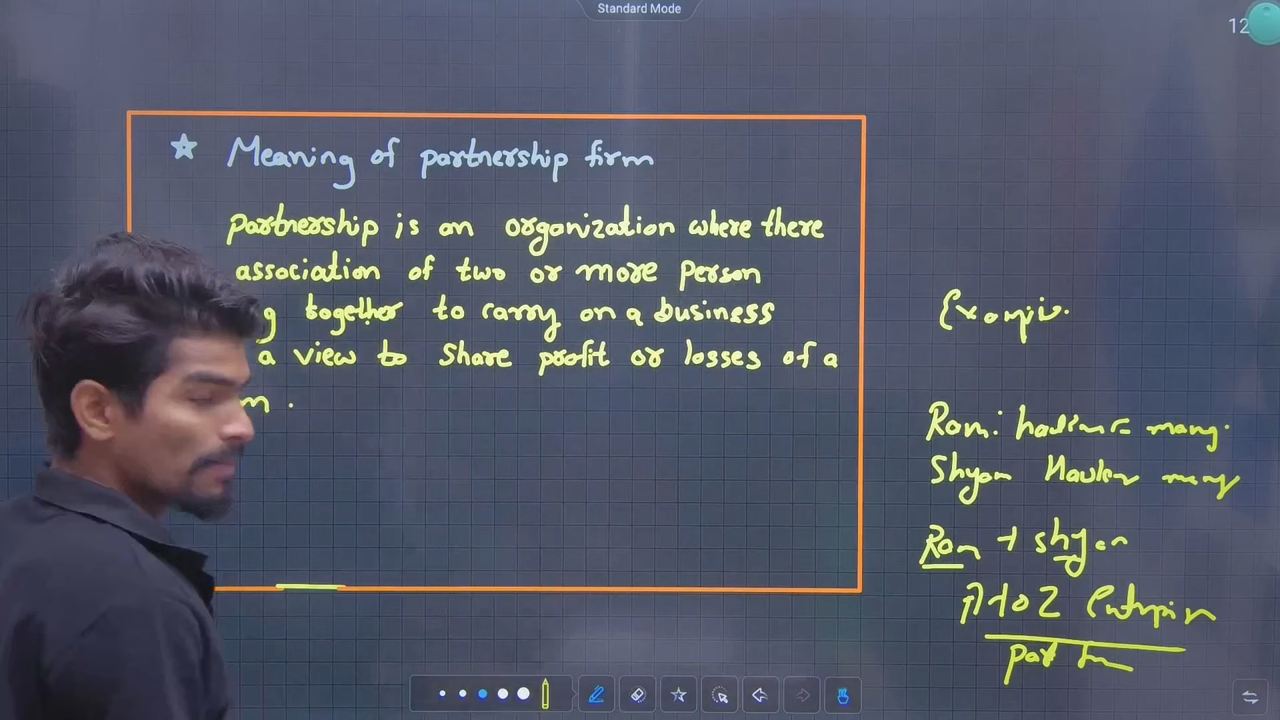 Standard Mode
12
☆ Meaning of partnership firm
partnership is an organization where there
association of two or more person
g together to carry on a business
a view to share profit or losses of a
m .
Ram:
Shyam
Ram + shyam
A to Z